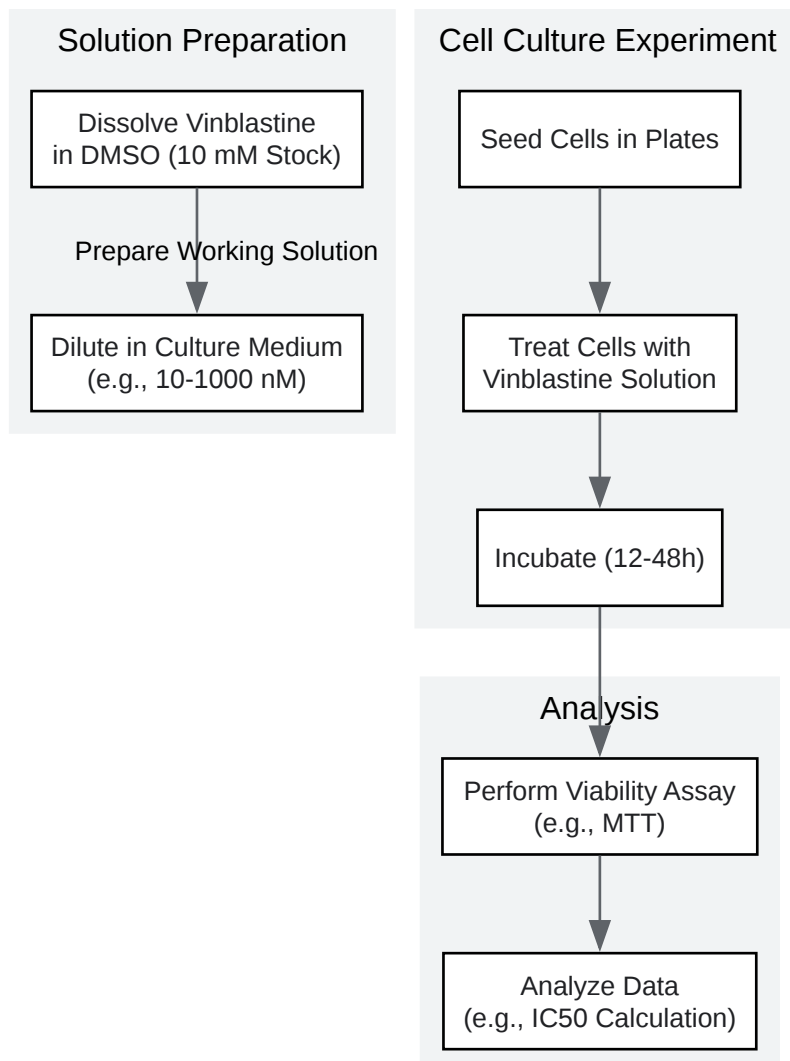 Solution Preparation
Dissolve Vinblastine
in DMSO (10 mM Stock)
Prepare Working Solution
Dilute in Culture Medium
(e.g., 10-1000 nM)
Cell Culture Experiment
Seed Cells in Plates
Treat Cells with
Vinblastine Solution
Incubate (12-48h)
Analysis
Perform Viability Assay
(e.g., MTT)
Analyze Data
(e.g., IC50 Calculation)